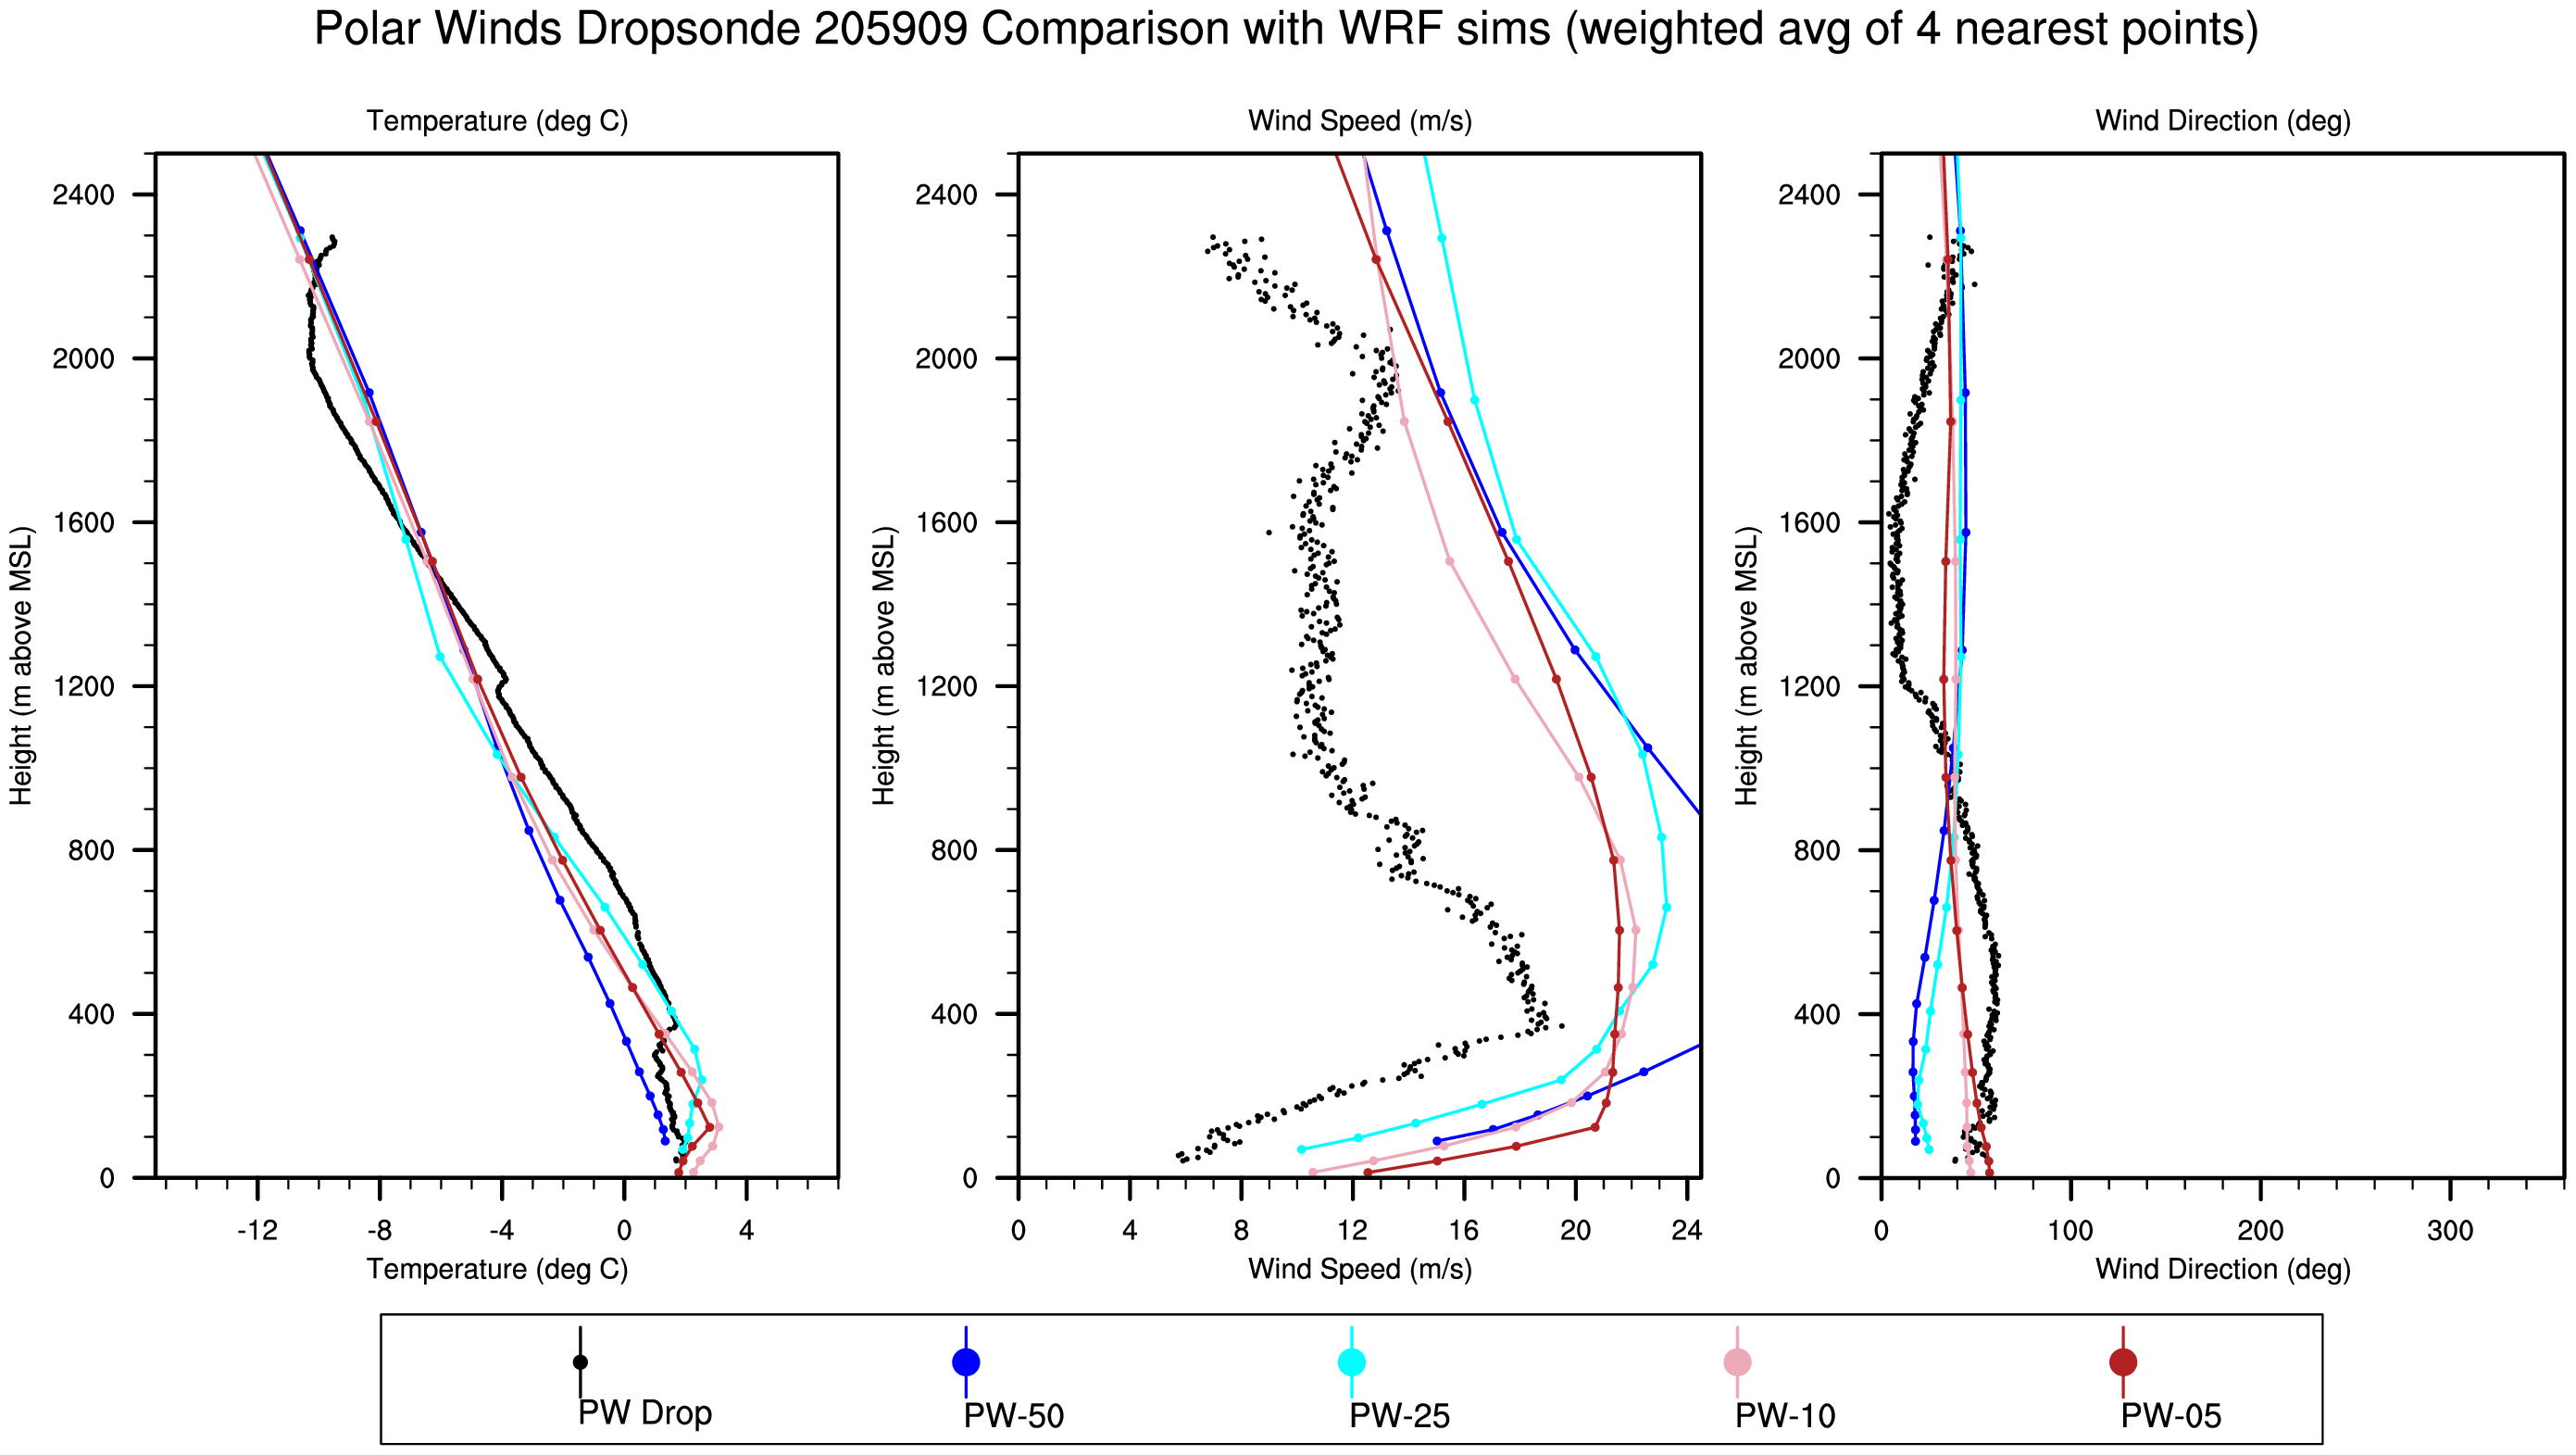 Polar Winds Dropsonde 205909 Comparison with WRF sims (weighted avg of 4 nearest points)
Temperature (deg C)
Wind Speed (m/s)
Wind Direction (deg)
Height (m above MSL)
2400
2000
1600
1200
800
400
0
-12 -8 -4 0 4
Temperature (deg C)
Height (m above MSL)
2400
2000
1600
1200
800
400
0
0 4 8 12 16 20 24
Wind Speed (m/s)
Height (m above MSL)
2400
2000
1600
1200
800
400
0
0 100 200 300
Wind Direction (deg)
PW Drop PW-50 PW-25 PW-10 PW-05